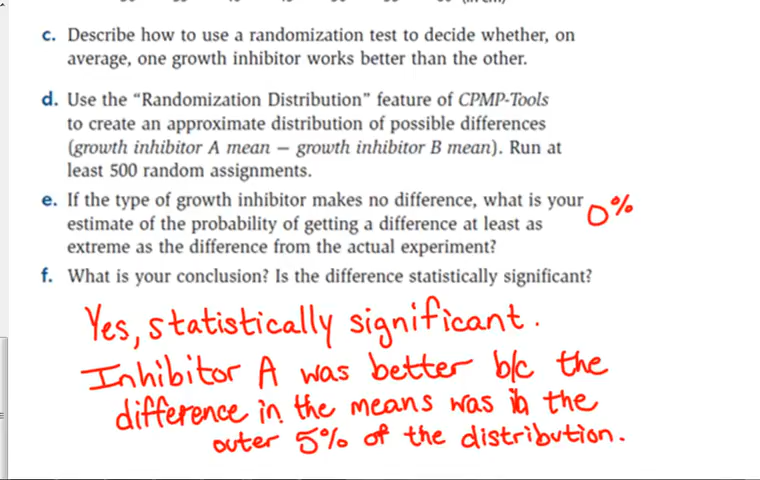 (in cm)
c. Describe how to use a randomization test to decide whether, on
average, one growth inhibitor works better than the other.
d. Use the “Randomization Distribution” feature of CPMP-Tools
to create an approximate distribution of possible differences
(growth inhibitor A mean − growth inhibitor B mean). Run at
least 500 random assignments.
e. If the type of growth inhibitor makes no difference, what is your
estimate of the probability of getting a difference at least as
extreme as the difference from the actual experiment?
0%
f. What is your conclusion? Is the difference statistically significant?
Yes, statistically significant.
Inhibitor A was better b/c the
difference in the means was in the
outer 5% of the distribution.